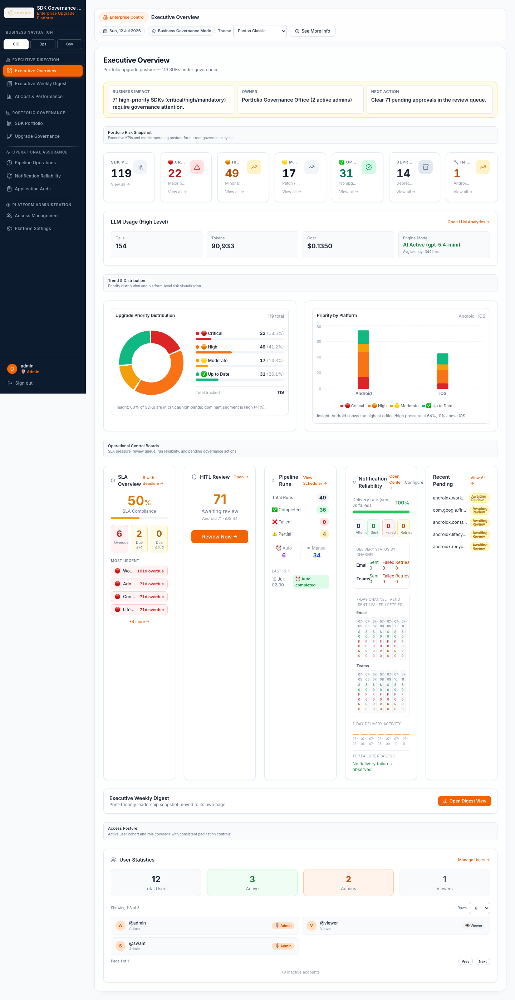 PHOTON
SDK Governance ...
Enterprise Upgrade
Platform
BUSINESS NAVIGATION
CIO
Ops
Gov
EXECUTIVE DIRECTION
Executive Overview
Executive Weekly Digest
AI Cost & Performance
PORTFOLIO GOVERNANCE
SDK Portfolio
Upgrade Governance
OPERATIONAL ASSURANCE
Pipeline Operations
Notification Reliability
Application Audit
PLATFORM ADMINISTRATION
Access Management
Platform Settings
admin
Admin
Sign out
Enterprise Control
Executive Overview
Sun, 12 Jul 2026
Business Governance Mode
Theme
Photon Classic
See More Info
Executive Overview
Portfolio upgrade posture — 119 SDKs under governance
BUSINESS IMPACT
71 high-priority SDKs (critical/high/mandatory)
require governance attention.
OWNER
Portfolio Governance Office (2 active admins)
NEXT ACTION
Clear 71 pending approvals in the review queue.
Portfolio Risk Snapshot
Executive KPIs and model operating posture for current governance cycle.
SDK P...
119
View all →
🔴 CR...
22
Major b...
View all →
🟠 HI...
49
Minor b...
View all →
🟡 M...
17
Patch / ...
View all →
✅ UP...
31
No upg...
View all →
DEPR...
14
Deprec...
View all →
🔧 IN ...
1
Androi...
View all →
LLM Usage (High Level)
Open LLM Analytics →
Calls
154
Tokens
90,933
Cost
$0.1350
Engine Mode
AI Active (gpt-5.4-mini)
Avg latency: 3442ms
Trend & Distribution
Priority distribution and platform-level risk visualization.
Upgrade Priority Distribution
119 total
🔴 Critical 22 (18.5%)
🟠 High 49 (41.2%)
🟡 Moderate 17 (14.3%)
✅ Up to Date 31 (26.1%)
Total tracked 119
Insight: 60% of SDKs are in critical/high bands; dominant segment is High (41%).
Priority by Platform
Android · iOS
80
60
40
20
0
Android
iOS
🔴 Critical 🟠 High 🟡 Moderate ✅ Up to Date
Insight: Android shows the highest critical/high pressure at 64%, 11% above iOS.
Operational Control Boards
SLA pressure, review queue, run reliability, and pending governance actions.
SLA
Overview
8 with
deadline →
50%
SLA Compliance
6
Overdue
2
Due
≤7d
0
Due
≤30d
MOST URGENT
🔴 Wo... 101d overdue
🔴 Ado... 71d overdue
🔴 Con... 71d overdue
🔴 Life... 71d overdue
+4 more →
HITL Review
Open →
71
Awaiting review
Android 71 · iOS 44
Review Now →
Pipeline
Runs
View
Scheduler →
Total Runs 40
✅ Completed 36
❌ Failed 0
⚠️ Partial 4
⏰ Auto
6
▶ Manual
34
LAST RUN
10 Jul,
02:00
⏰ Auto ·
completed
Notification
Reliability
Open
Center
→
Configure
Delivery rate (sent
vs failed)
100%
0
Attemp
0
Sent
0
Failed
0
Retries
DELIVERY STATUS BY
CHANNEL
Email
Sent
0
Failed
0
Retries
0
Teams
Sent
0
Failed
0
Retries
0
7-DAY CHANNEL TREND
(SENT / FAILED / RETRIES)
Email
07- 07- 07- 07- 07- 07- 07-
05 06 07 08 09 10 11
S S S S S S S
0 0 0 0 0 0 0
F F F F F F F
0 0 0 0 0 0 0
R R R R R R R
0 0 0 0 0 0 0
Teams
07- 07- 07- 07- 07- 07- 07-
05 06 07 08 09 10 11
S S S S S S S
0 0 0 0 0 0 0
F F F F F F F
0 0 0 0 0 0 0
R R R R R R R
0 0 0 0 0 0 0
7-DAY DELIVERY ACTIVITY
07- 07- 07- 07- 07- 07- 07-
05 06 07 08 09 10 11
TOP FAILURE REASONS
No delivery failures
observed.
Recent
Pending
View All
→
androidx.work... Awaiting
Review
com.google.fir... Awaiting
Review
androidx.const... Awaiting
Review
androidx.lifecy... Awaiting
Review
androidx.recyc... Awaiting
Review
Executive Weekly Digest
Print-friendly leadership snapshot moved to its own page.
Open Digest View
Access Posture
Active user cohort and role coverage with consistent pagination controls.
User Statistics
Manage Users →
12
Total Users
3
Active
2
Admins
1
Viewers
Showing 1-3 of 3
Rows 6
A
@admin
Admin
Admin
V
@viewer
Viewer
Viewer
S
@swami
Admin
Admin
Page 1 of 1
Prev
Next
+9 inactive accounts